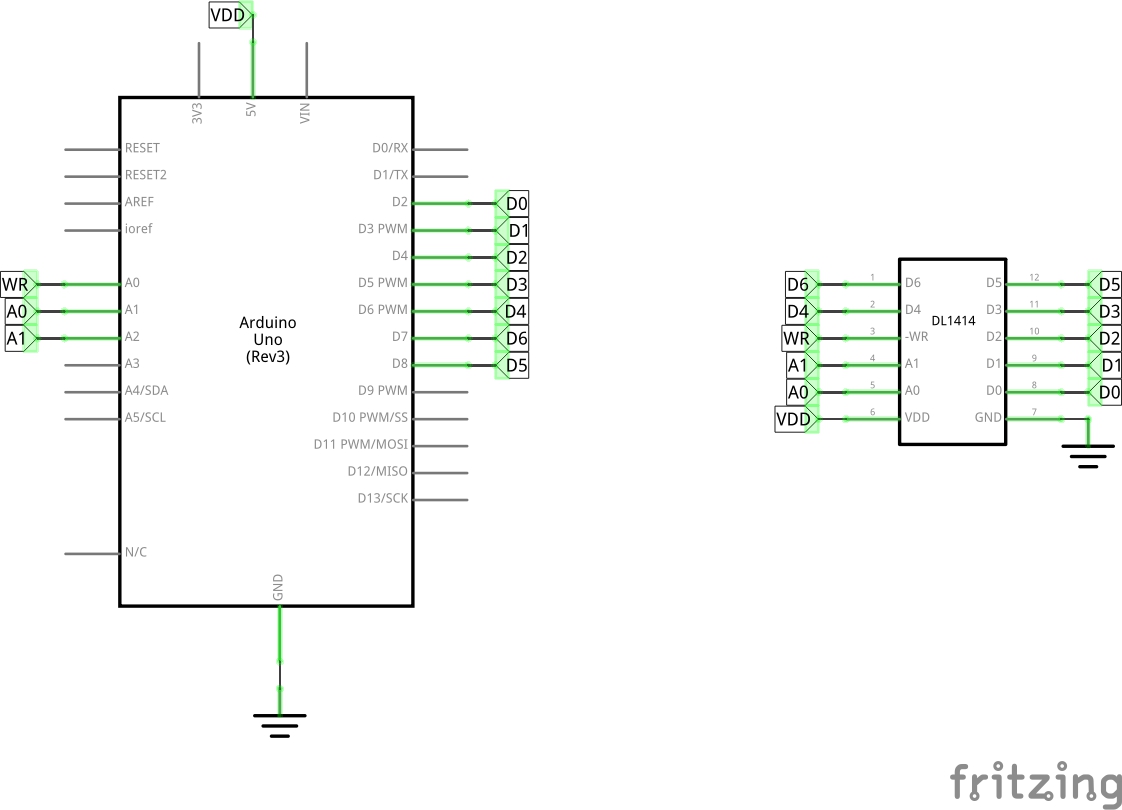 VDD
3V3
5V
VIN
RESET
RESET2
AREF
ioref
WR
A0
A0
A1
A1
A2
A3
A4/SDA
A5/SCL
N/C
Arduino
Uno
(Rev3)
D0/RX
D1/TX
D2
D0
D3 PWM
D1
D4
D2
D5 PWM
D3
D6 PWM
D4
D7
D6
D8
D5
D9 PWM
D10 PWM/SS
D11 PWM/MOSI
D12/MISO
D13/SCK
GND
D6
1
D6
D4
2
D4
WR
3
-WR
A1
4
A1
A0
5
A0
VDD
6
VDD
DL1414
D5
12
D5
D3
11
D3
D2
10
D2
D1
9
D1
D0
8
D0
GND
7
fritzing